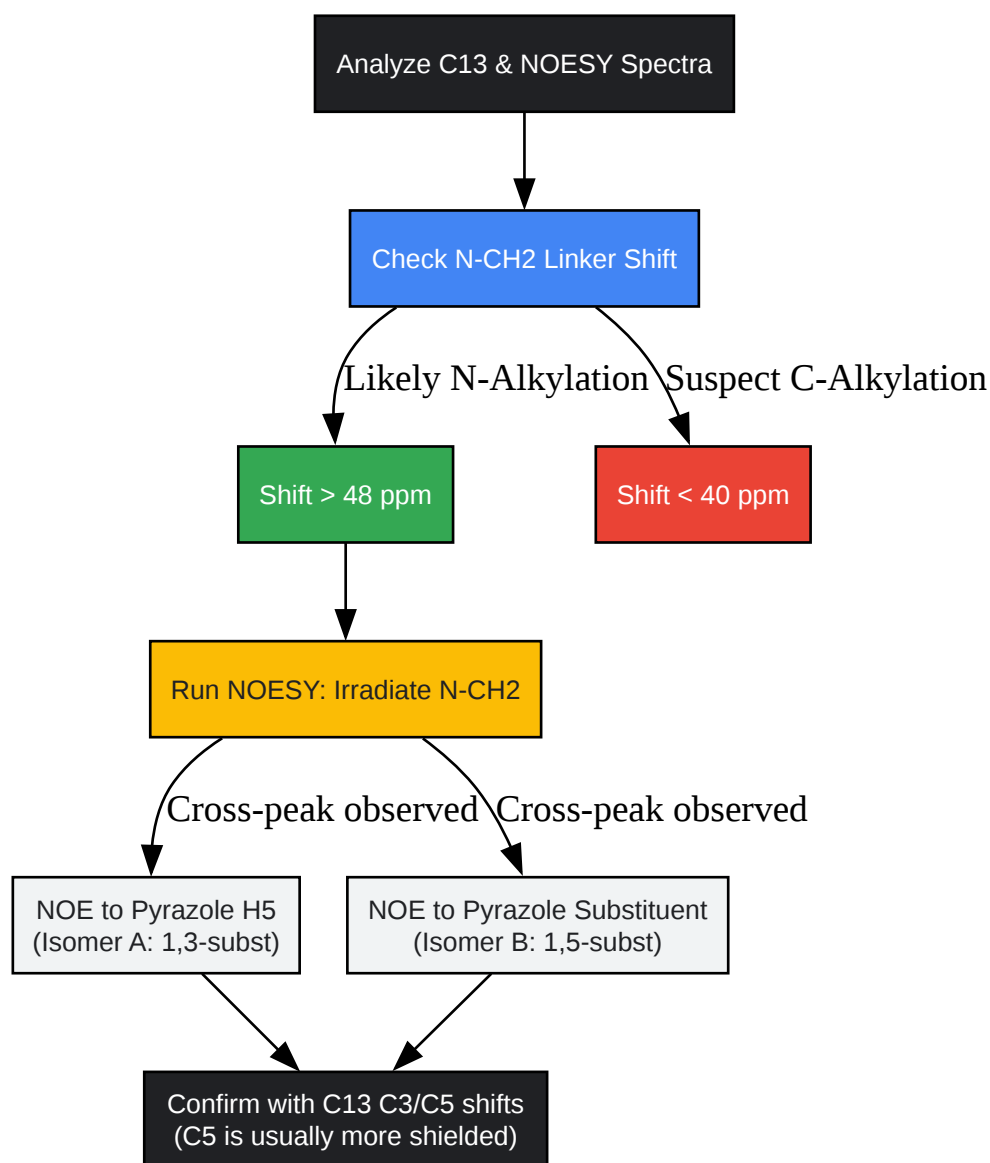 Analyze C13 & NOESY Spectra
Check N-CH2 Linker Shift
Likely N-Alkylation
Suspect C-Alkylation
Shift > 48 ppm
Shift < 40 ppm
Run NOESY: Irradiate N-CH2
Cross-peak observed
Cross-peak observed
NOE to Pyrazole H5
(Isomer A: 1,3-subst)
NOE to Pyrazole Substituent
(Isomer B: 1,5-subst)
Confirm with C13 C3/C5 shifts
(C5 is usually more shielded)